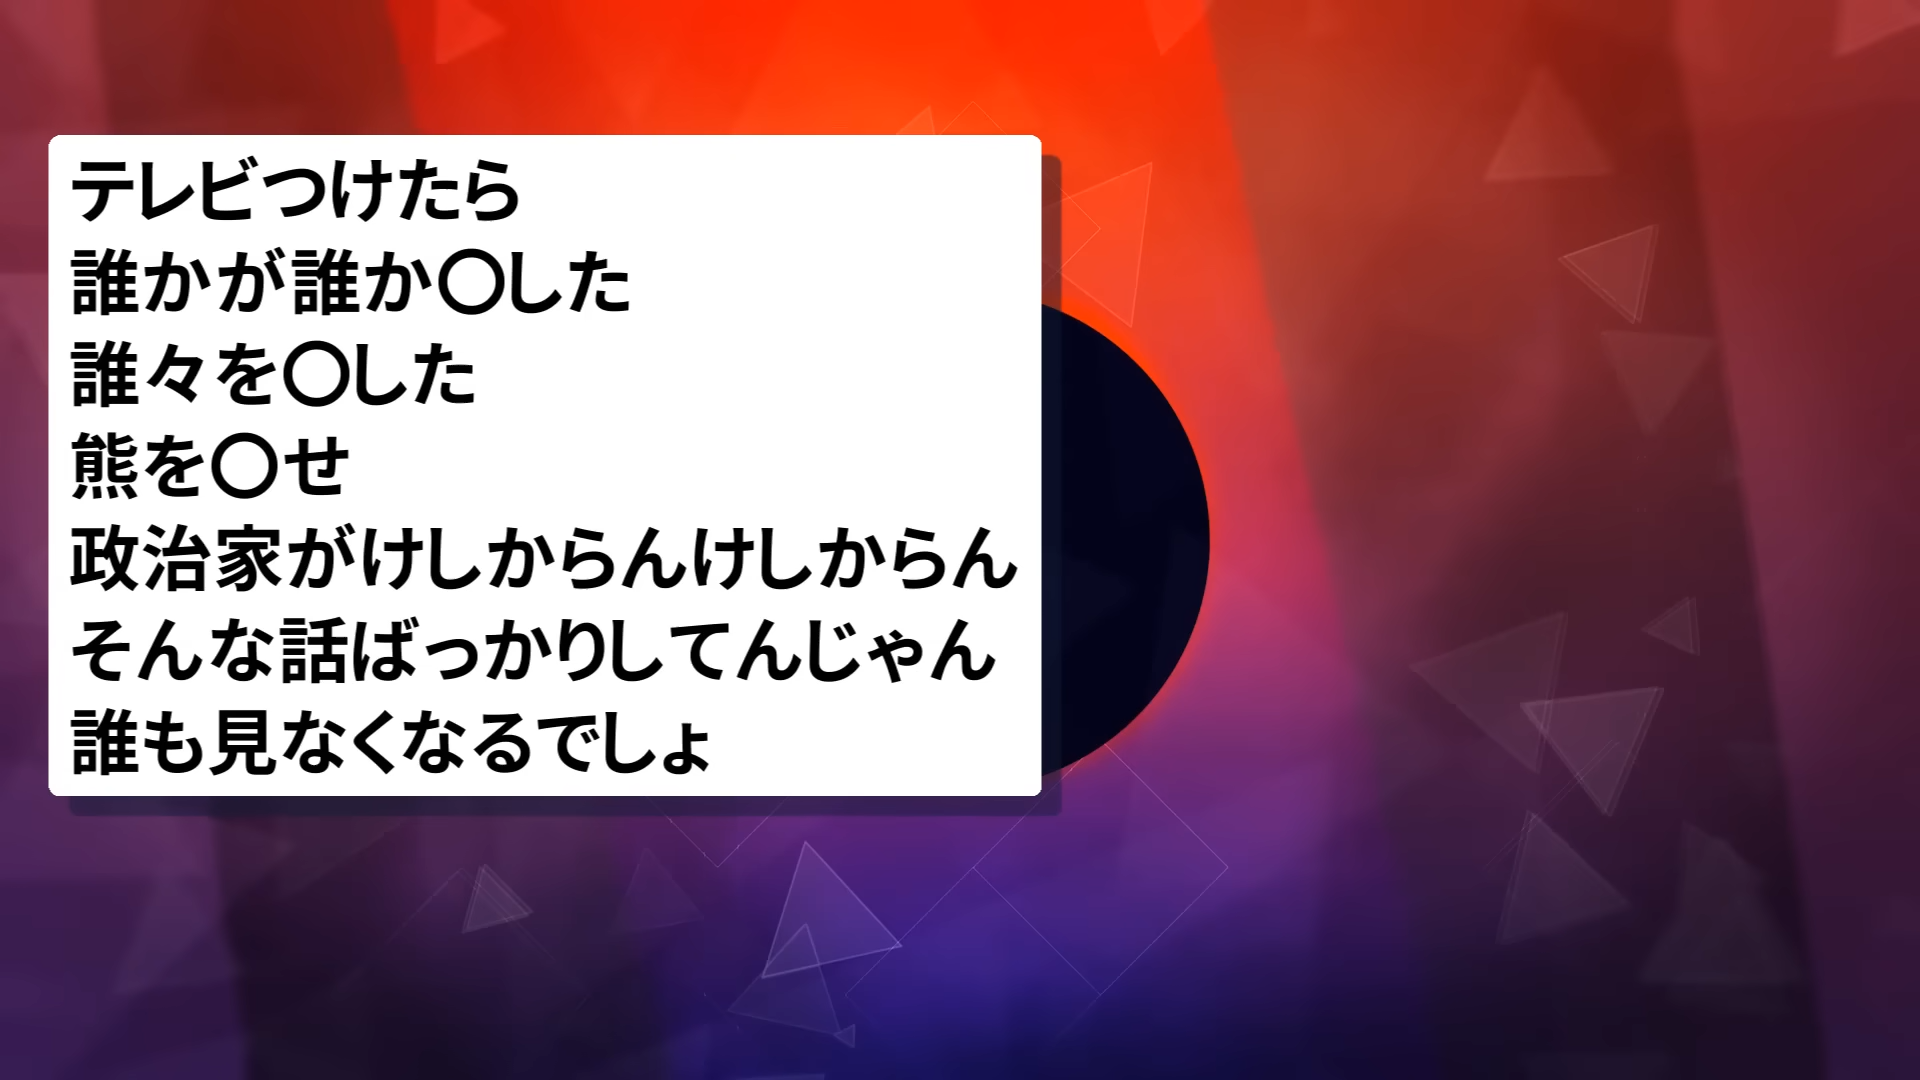 テレビつけたら
誰かが誰か〇した
誰々を〇した
熊を〇せ
政治家がけしからんけしからん
そんな話ばっかりしてんじゃん
誰も見なくなるでしょ